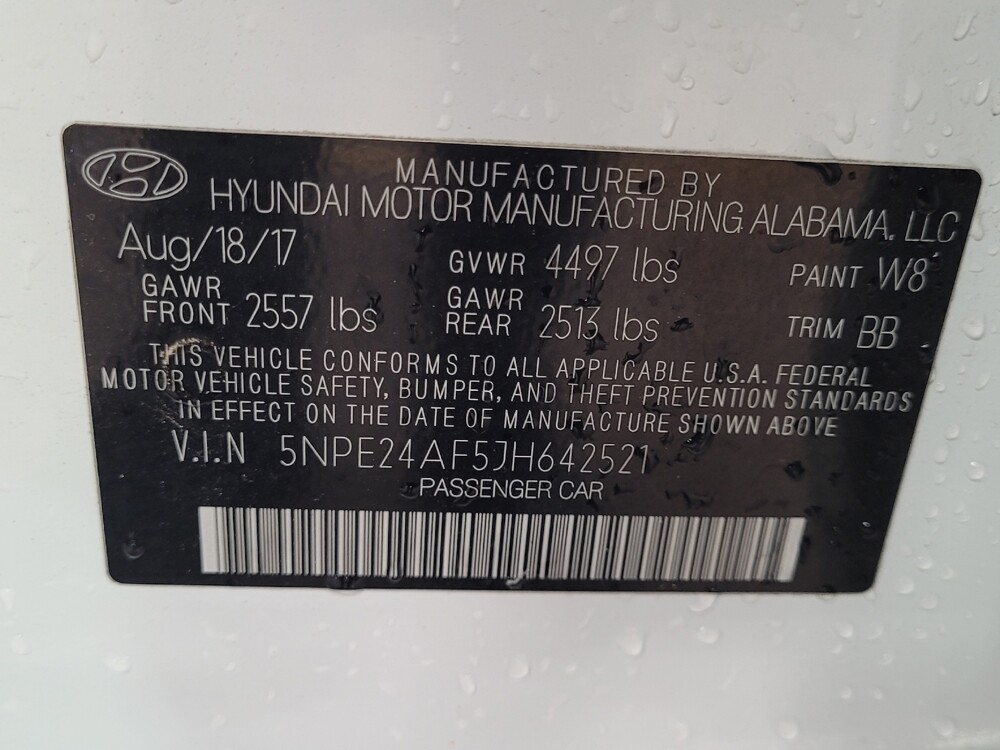 MANUFACTURED BY
HYUNDAI MOTOR MANUFACTURING ALABAMA, LLC
Aug/18/17 GVWR 4497 lbs PAINT W8
GAWR FRONT 2557 lbs GAWR REAR 2513 lbs TRIM BB
THIS VEHICLE CONFORMS TO ALL APPLICABLE U.S.A. FEDERAL
MOTOR VEHICLE SAFETY, BUMPER, AND THEFT PREVENTION STANDARDS
IN EFFECT ON THE DATE OF MANUFACTURE SHOWN ABOVE
V.I.N 5NPE24AF5JH642521
PASSENGER CAR